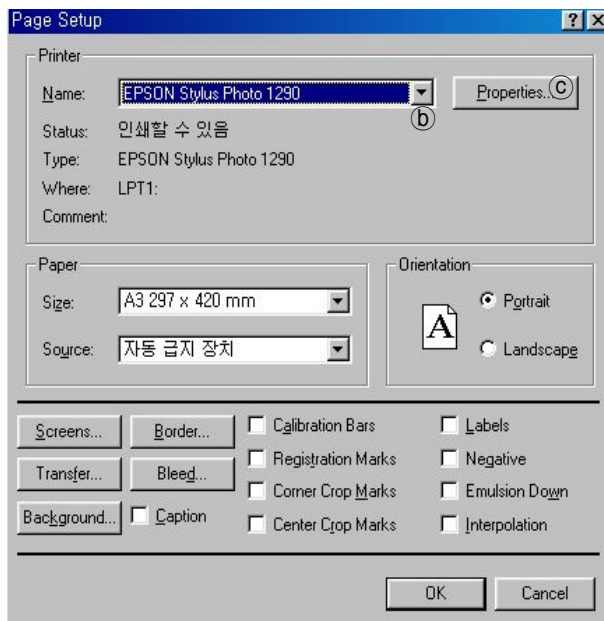 Page Setup
Printer
Name: EPSON Stylus Photo 1290 Properties... ⓒ
ⓑ
Status: 인쇄할 수 있음
Type: EPSON Stylus Photo 1290
Where: LPT1:
Comment:
Paper
Size: A3 297 x 420 mm
Source: 자동 급지 장치
Orientation
A
Portrait
Landscape
Screens... Border... Calibration Bars Labels
Transfer... Bleed... Registration Marks Negative
Corner Crop Marks Emulsion Down
Background... Caption Center Crop Marks Interpolation
OK Cancel